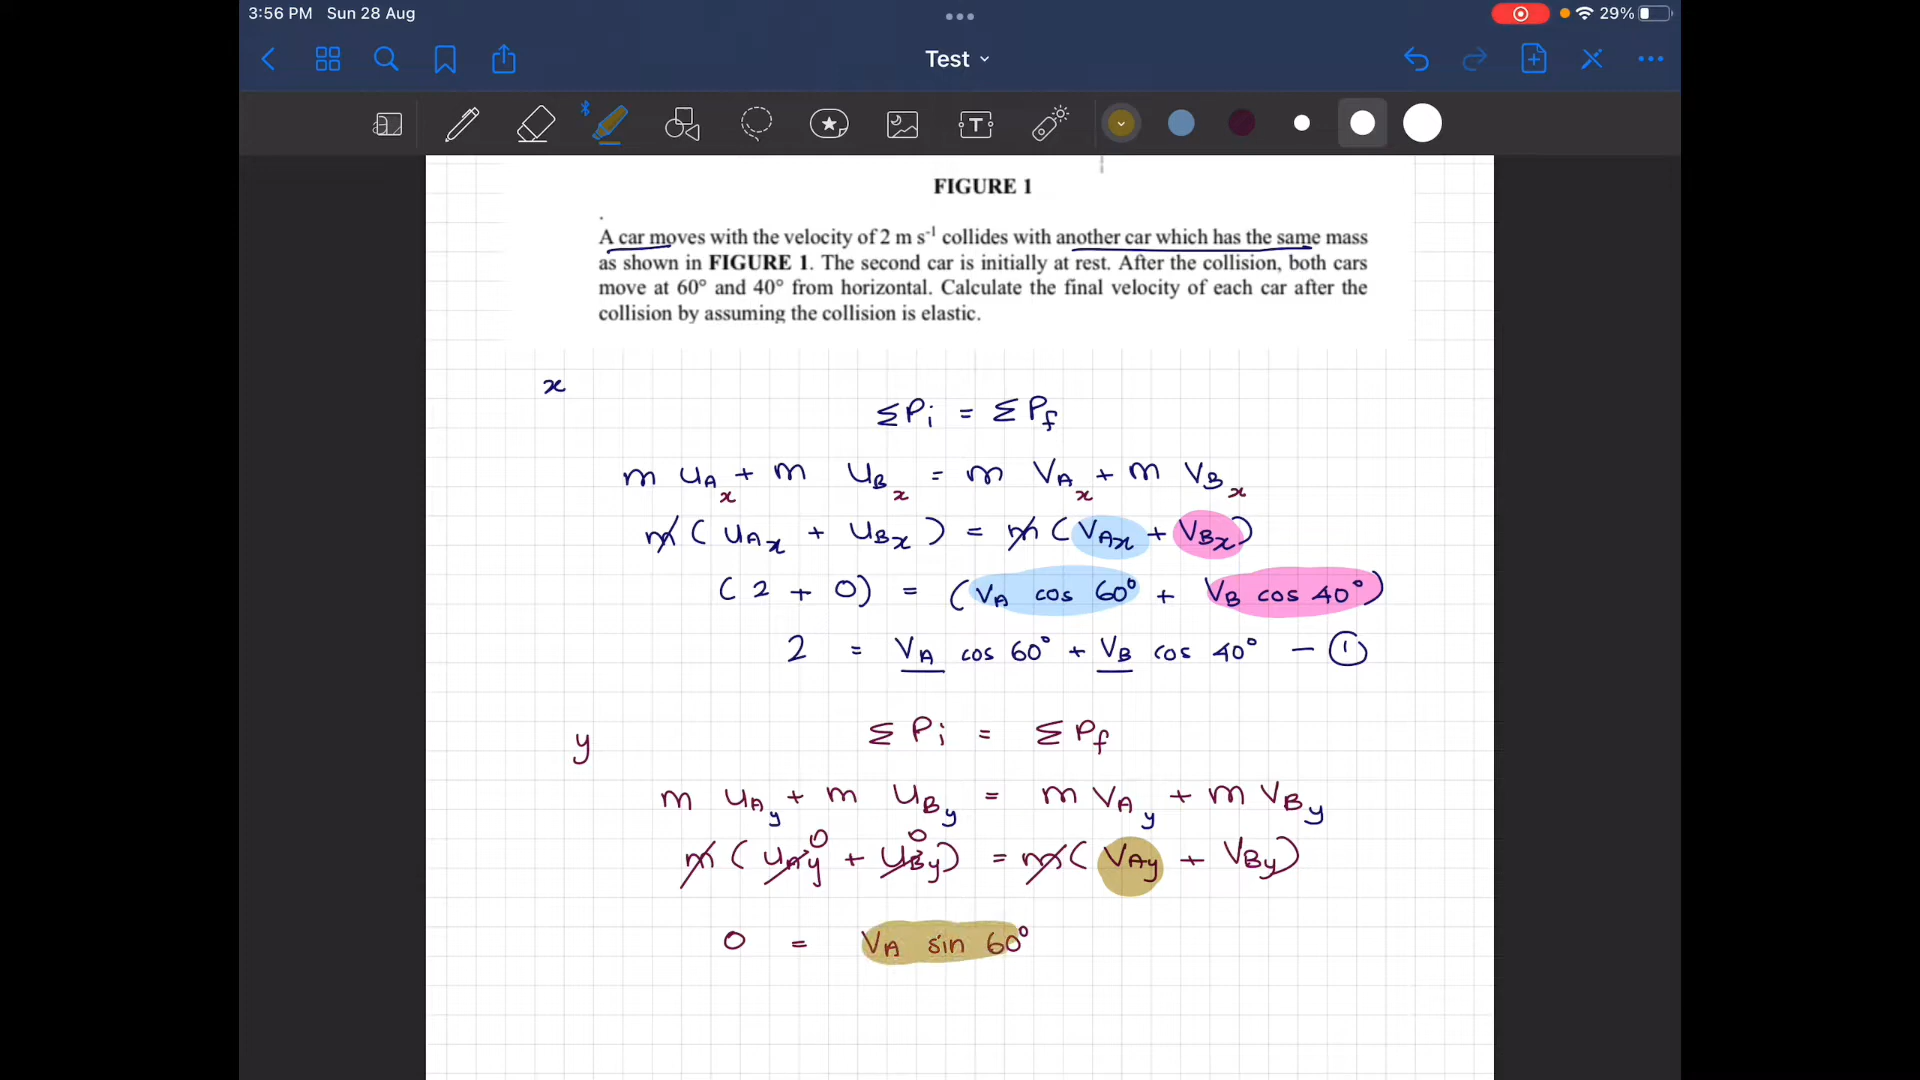 3:56 PM Sun 28 Aug
29%
Test
T
FIGURE 1
A car moves with the velocity of 2 m s⁻¹ collides with another car which has the same mass
as shown in FIGURE 1. The second car is initially at rest. After the collision, both cars
move at 60° and 40° from horizontal. Calculate the final velocity of each car after the
collision by assuming the collision is elastic.
x
ΣPi = ΣPf
m uAx + m uBx = m VAx + m VBx
m ( uAx + uBx ) = m ( VAx + VBx )
( 2 + 0 ) = ( VA cos 60° + VB cos 40° )
2 = VA cos 60° + VB cos 40° — ①
y
ΣPi = ΣPf
m uAy + m uBy = m VAy + m VBy
0 0
m ( uAy + uBy ) = m ( VAy + VBy )
0 = VA sin 60°